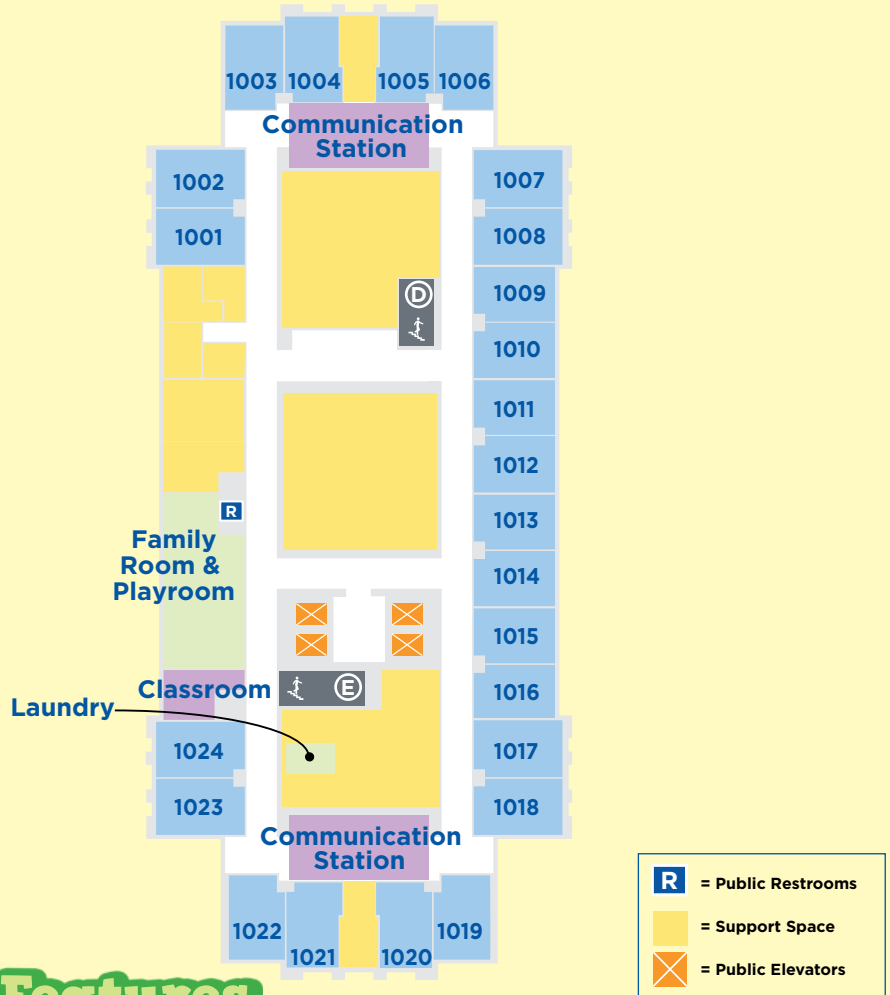 1003 1004 1005 1006
Communication
Station
1002
1001
1007
1008
D
1009
1010
1011
1012
R
1013
Family
Room &
Playroom
1014
1015
1016
Classroom
E
Laundry
1024
1023
1017
1018
Communication
Station
1022
1021
1020
1019
R = Public Restrooms
= Support Space
= Public Elevators
Features